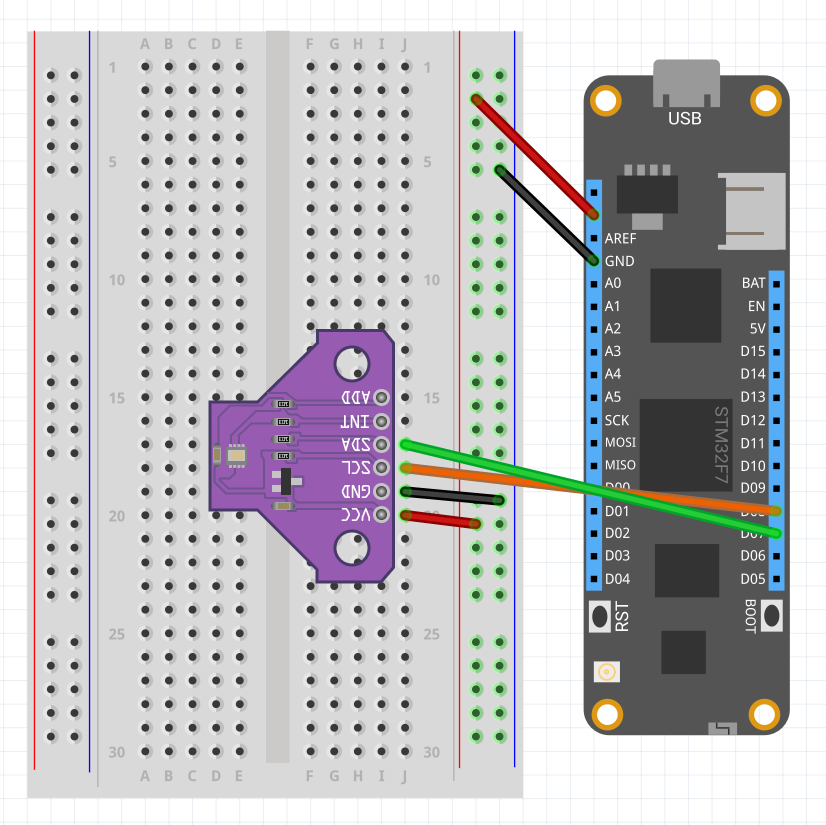 A B C D E F G H I J
1 1
5 5
10 10
15 15
20
25 25
30 30
A B C D E F G H I J
ADD
INT
SDA
SCL
GND
VCC
USB
AREF
GND
A0 BAT
A1 EN
A2 5V
A3 D15
A4 D14
A5 D13
SCK D12
MOSI D11
MISO D10
D00 D09
D01 D08
D02 D07
D03 D06
D04 D05
STM32F7
RST
BOOT